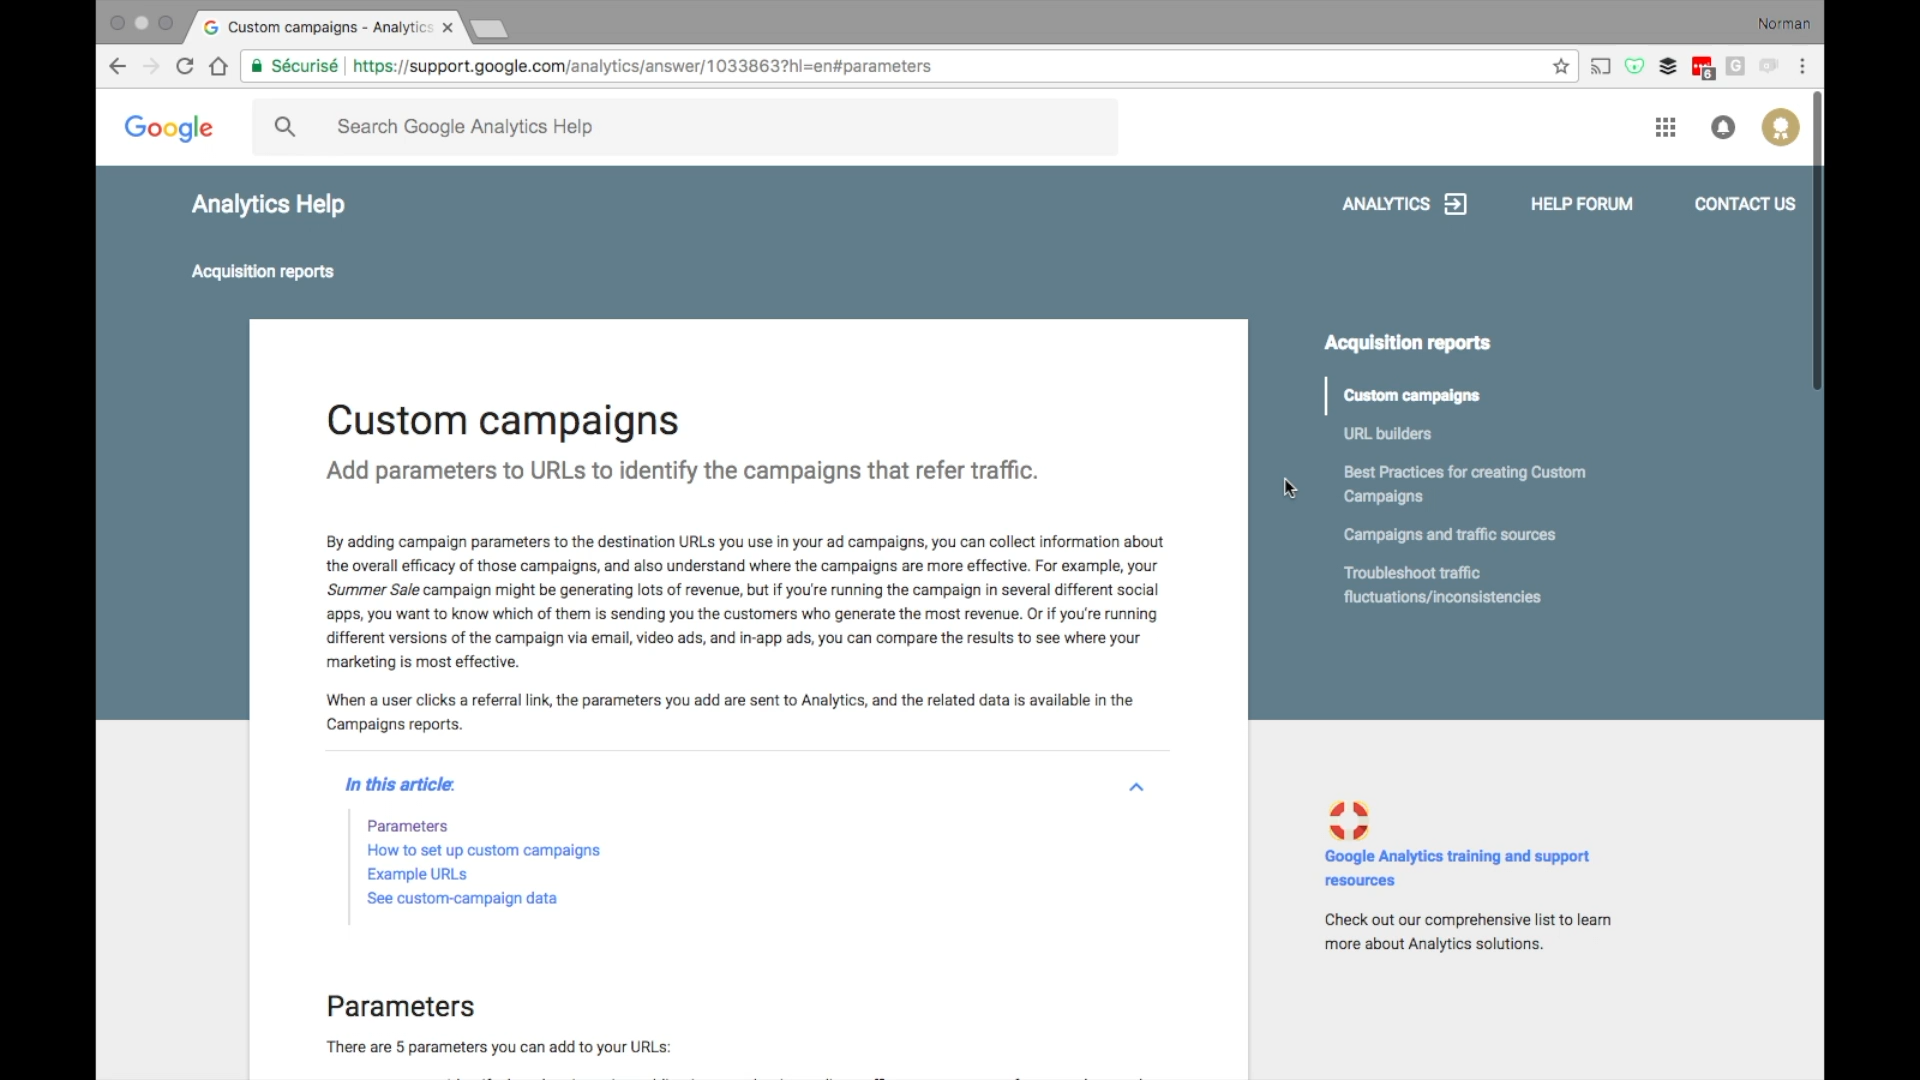 Custom campaigns - Analytics
Norman
Sécurisé
https://support.google.com/analytics/answer/1033863?hl=en#parameters
6
G
Google
Search Google Analytics Help
Analytics Help
ANALYTICS
HELP FORUM
CONTACT US
Acquisition reports
Custom campaigns
Add parameters to URLs to identify the campaigns that refer traffic.
By adding campaign parameters to the destination URLs you use in your ad campaigns, you can collect information about
the overall efficacy of those campaigns, and also understand where the campaigns are more effective. For example, your
Summer Sale campaign might be generating lots of revenue, but if you're running the campaign in several different social
apps, you want to know which of them is sending you the customers who generate the most revenue. Or if you're running
different versions of the campaign via email, video ads, and in-app ads, you can compare the results to see where your
marketing is most effective.
When a user clicks a referral link, the parameters you add are sent to Analytics, and the related data is available in the
Campaigns reports.
In this article:
Parameters
How to set up custom campaigns
Example URLs
See custom-campaign data
Parameters
There are 5 parameters you can add to your URLs:
Acquisition reports
Custom campaigns
URL builders
Best Practices for creating Custom
Campaigns
Campaigns and traffic sources
Troubleshoot traffic
fluctuations/inconsistencies
Google Analytics training and support
resources
Check out our comprehensive list to learn
more about Analytics solutions.